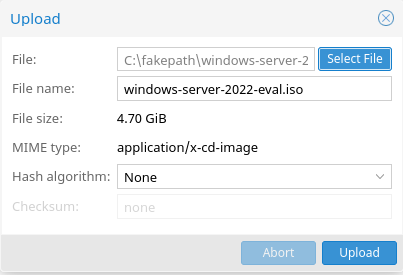 Upload
File: C:\fakepath\windows-server-2 Select File
File name: windows-server-2022-eval.iso
File size: 4.70 GiB
MIME type: application/x-cd-image
Hash algorithm: None
Checksum: none
Abort Upload